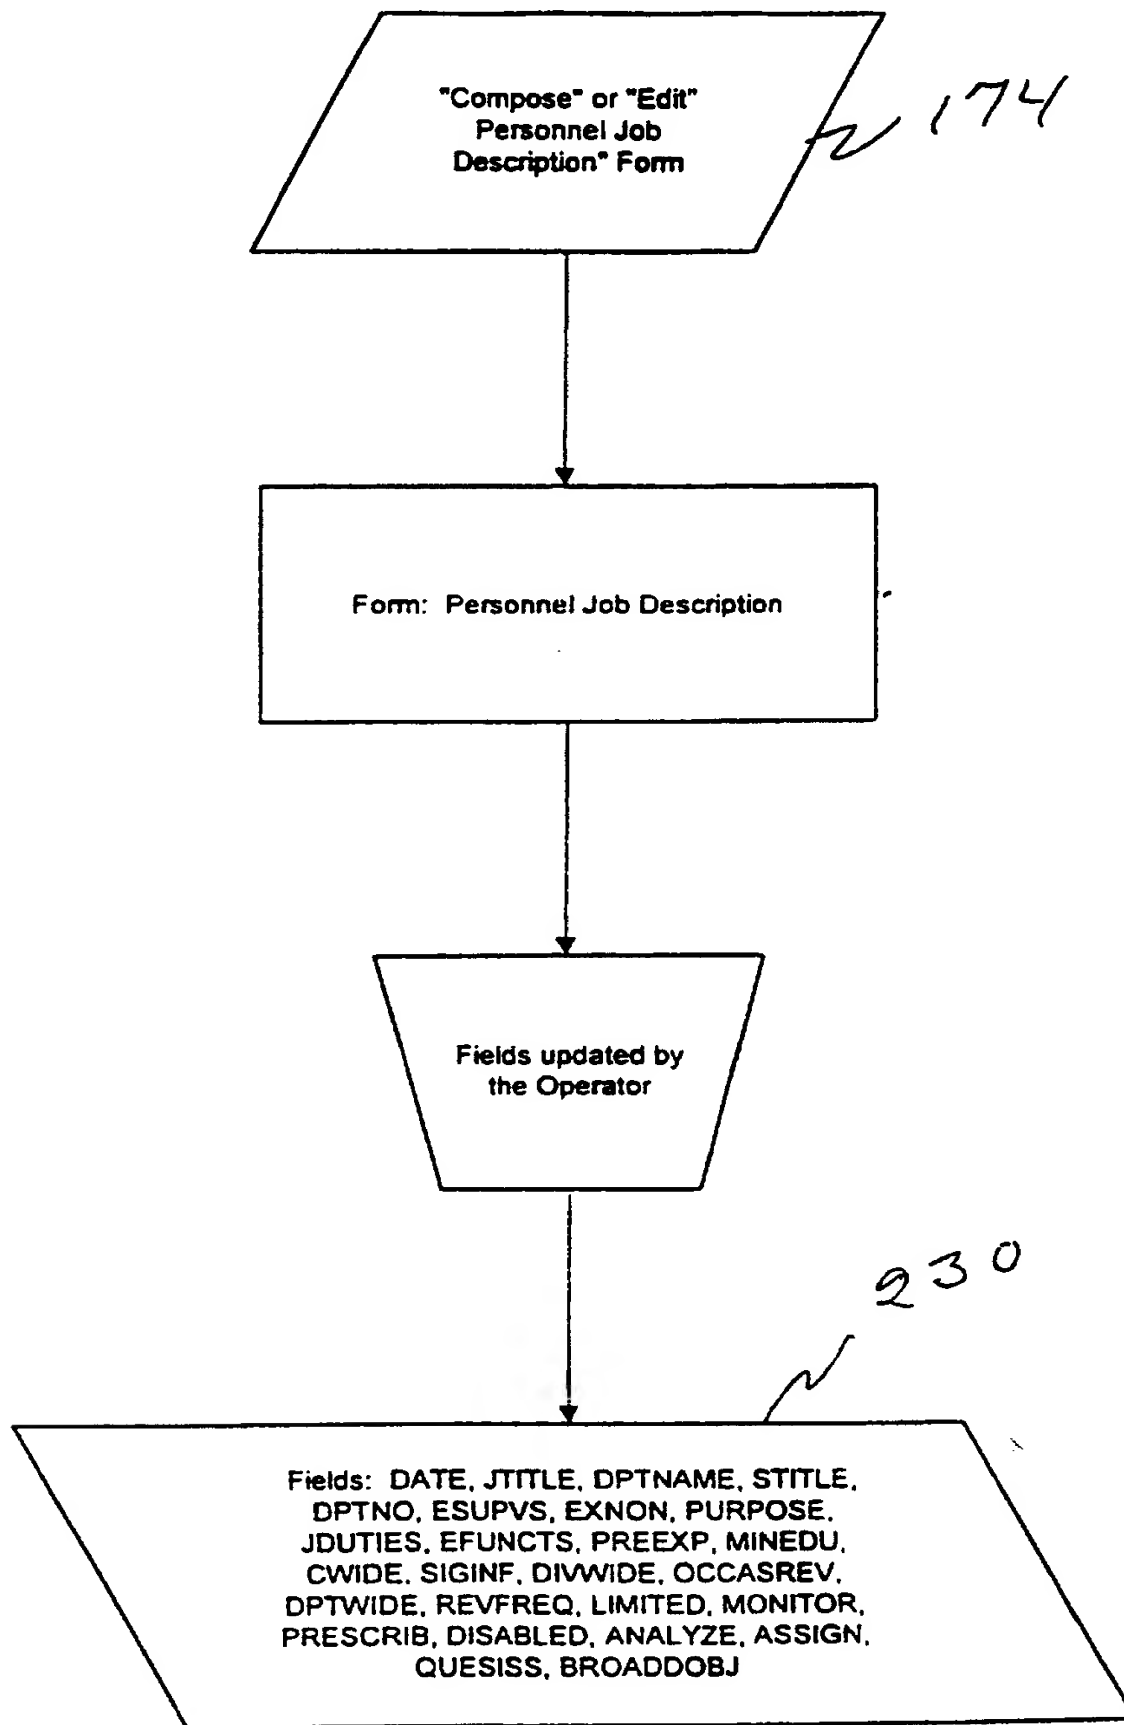 "Compose" or "Edit"
Personnel Job
Description" Form
174
Form: Personnel Job Description
Fields updated by
the Operator
230
Fields: DATE, JTITLE, DPTNAME, STITLE,
DPTNO, ESUPVS, EXNON, PURPOSE,
JDUTIES, EFUNCTS, PREEXP, MINEDU,
CWIDE, SIGINF, DIVWIDE, OCCASREV,
DPTWIDE, REVFREQ, LIMITED, MONITOR,
PRESCRIB, DISABLED, ANALYZE, ASSIGN,
QUESISS, BROADDOBJ